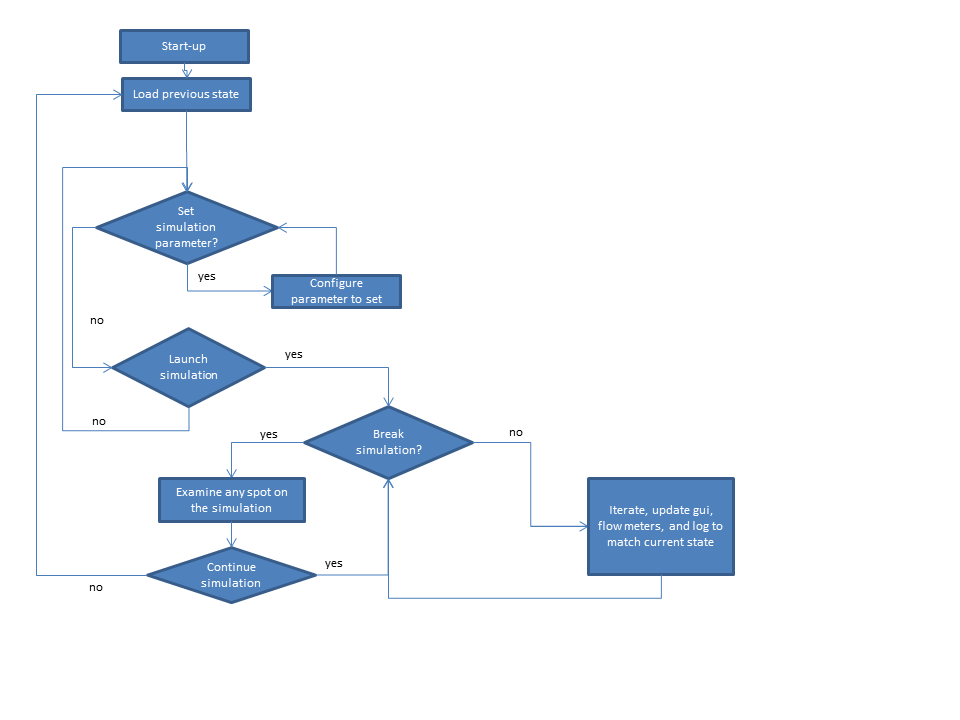 Start-up
Load previous state
Set
simulation
parameter?
yes
Configure
parameter to set
no
Launch
simulation
yes
no
Break
simulation?
yes
no
Examine any spot on
the simulation
Iterate, update gui,
flow meters, and log to
match current state
Continue
simulation
yes
no